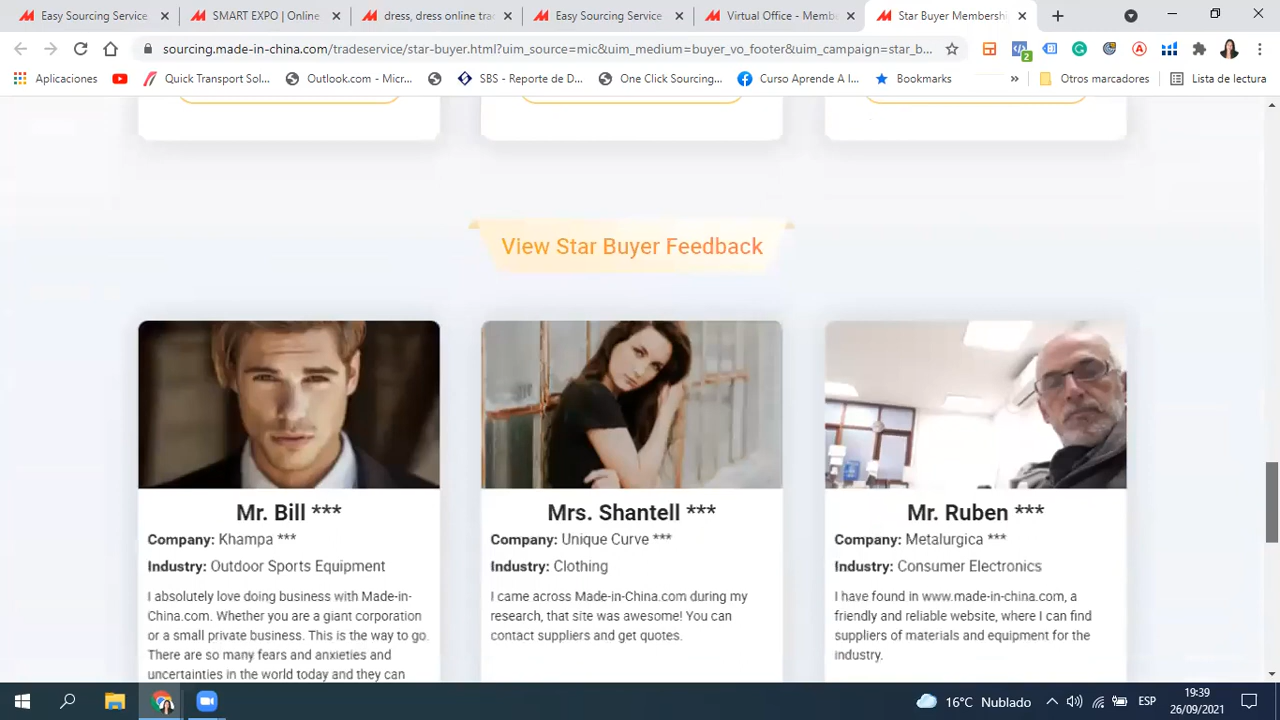 Easy Sourcing Service
SMART EXPO | Online
dress, dress online tra
Easy Sourcing Service
Virtual Office - Memb
Star Buyer Membersh
sourcing.made-in-china.com/tradeservice/star-buyer.html?uim_source=mic&uim_medium=buyer_vo_footer&uim_campaign=star_b...
2
Aplicaciones
Quick Transport Sol...
Outlook.com - Micr...
SBS - Reporte de D...
One Click Sourcing...
Curso Aprende A I...
Bookmarks
»
Otros marcadores
Lista de lectura
View Star Buyer Feedback
Mr. Bill ***
Company: Khampa ***
Industry: Outdoor Sports Equipment
I absolutely love doing business with Made-in-
China.com. Whether you are a giant corporation
or a small private business. This is the way to go.
There are so many fears and anxieties and
uncertainties in the world today and they can
Mrs. Shantell ***
Company: Unique Curve ***
Industry: Clothing
I came across Made-in-China.com during my
research, that site was awesome! You can
contact suppliers and get quotes.
Mr. Ruben ***
Company: Metalurgica ***
Industry: Consumer Electronics
I have found in www.made-in-china.com, a
friendly and reliable website, where I can find
suppliers of materials and equipment for the
industry.
16°C Nublado
ESP
19:39
26/09/2021